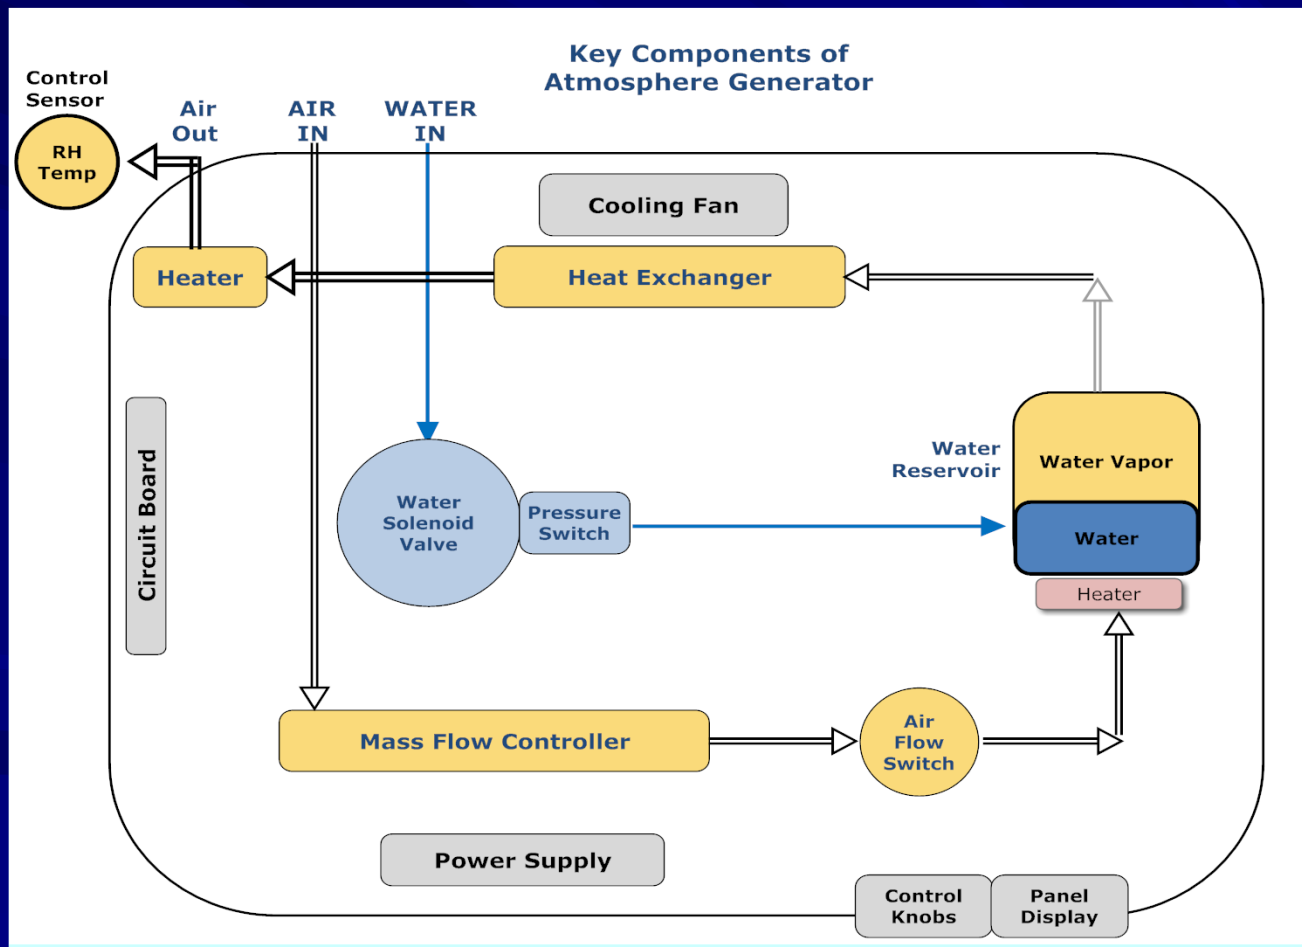 Key Components of
Atmosphere Generator
Control
Sensor
RH
Temp
Air
Out
AIR
IN
WATER
IN
Cooling Fan
Heater
Heat Exchanger
Circuit Board
Water
Solenoid
Valve
Pressure
Switch
Water
Reservoir
Water Vapor
Water
Heater
Mass Flow Controller
Air
Flow
Switch
Power Supply
Control
Knobs
Panel
Display